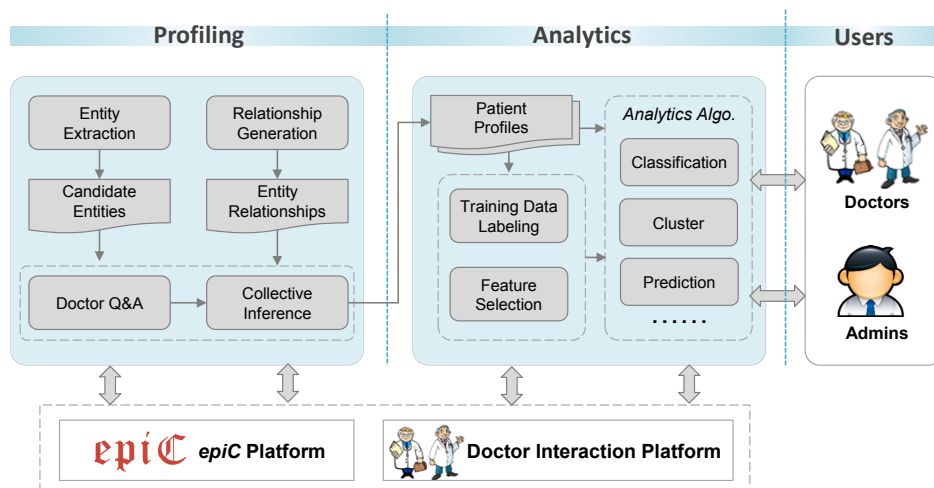 Profiling
Analytics
Users
Entity
Extraction
Relationship
Generation
Candidate
Entities
Entity
Relationships
Doctor Q&A
Collective
Inference
Patient
Profiles
Training Data
Labeling
Feature
Selection
Analytics Algo.
Classification
Cluster
Prediction
......
Doctors
Admins
epiC epiC Platform
Doctor Interaction Platform